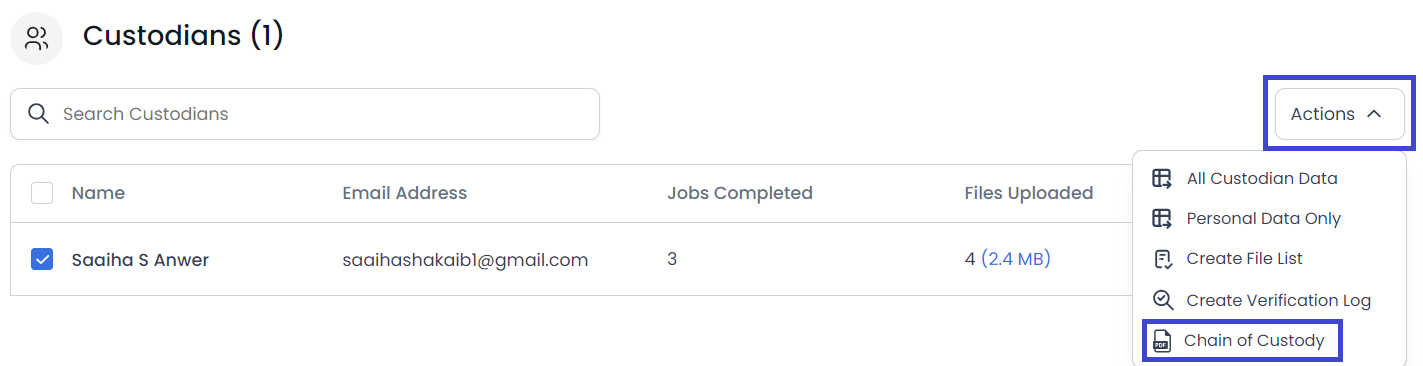 Custodians (1)
Search Custodians
Actions
Name Email Address Jobs Completed Files Uploaded
Saaiha S Anwer saaihashakaib1@gmail.com 3 4 (2.4 MB)
All Custodian Data
Personal Data Only
Create File List
Create Verification Log
PDF Chain of Custody